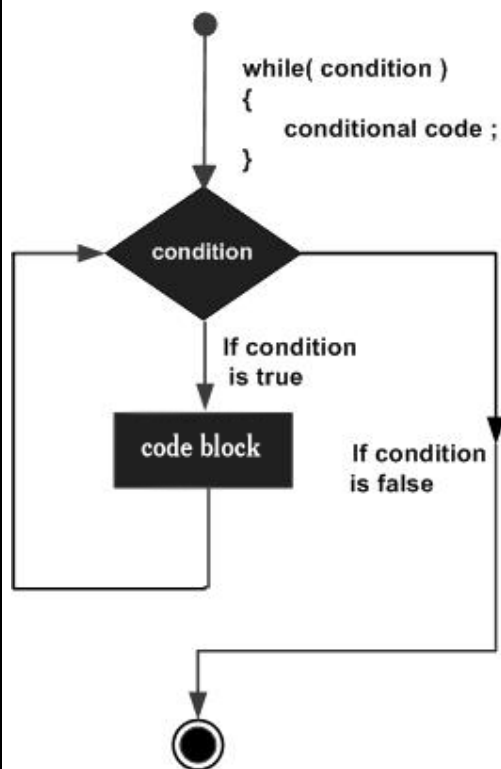 while( condition )
{
conditional code ;
}
condition
If condition
is true
code block
If condition
is false